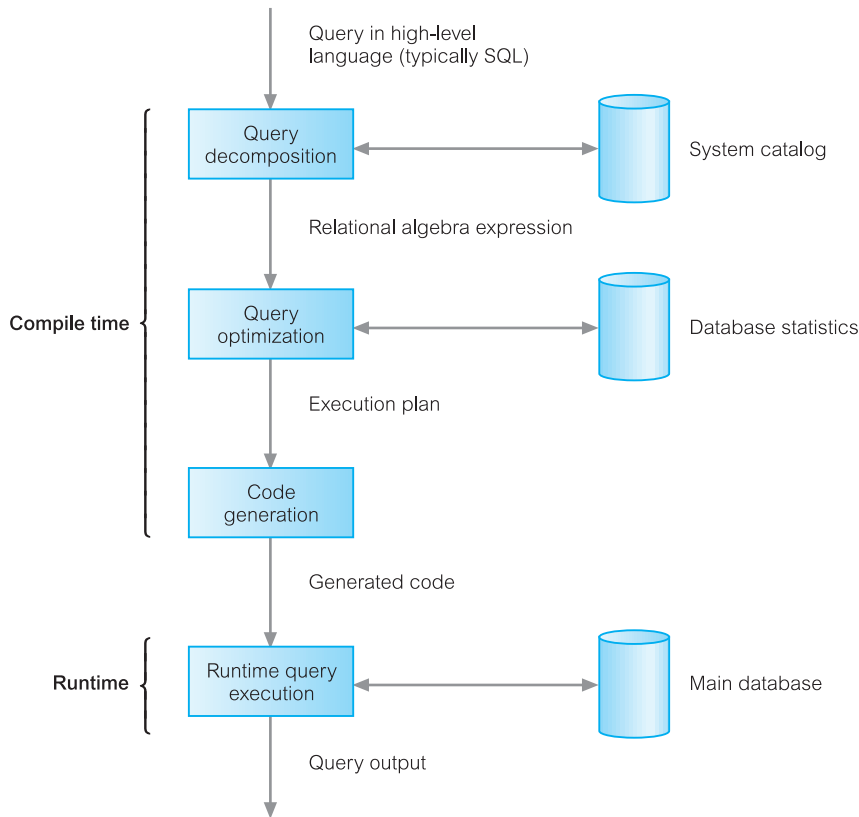 Query in high-level
language (typically SQL)
Query
decomposition
System catalog
Relational algebra expression
Compile time
Query
optimization
Database statistics
Execution plan
Code
generation
Generated code
Runtime
Runtime query
execution
Main database
Query output